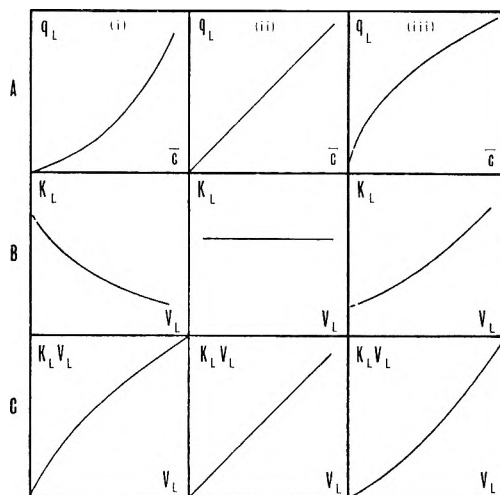 q_L (i) q_L (ii) q_L (iii)
A
c̅ c̅ c̅
K_L K_L K_L
B
V_L V_L V_L
K_L V_L K_L V_L K_L V_L
C
V_L V_L V_L